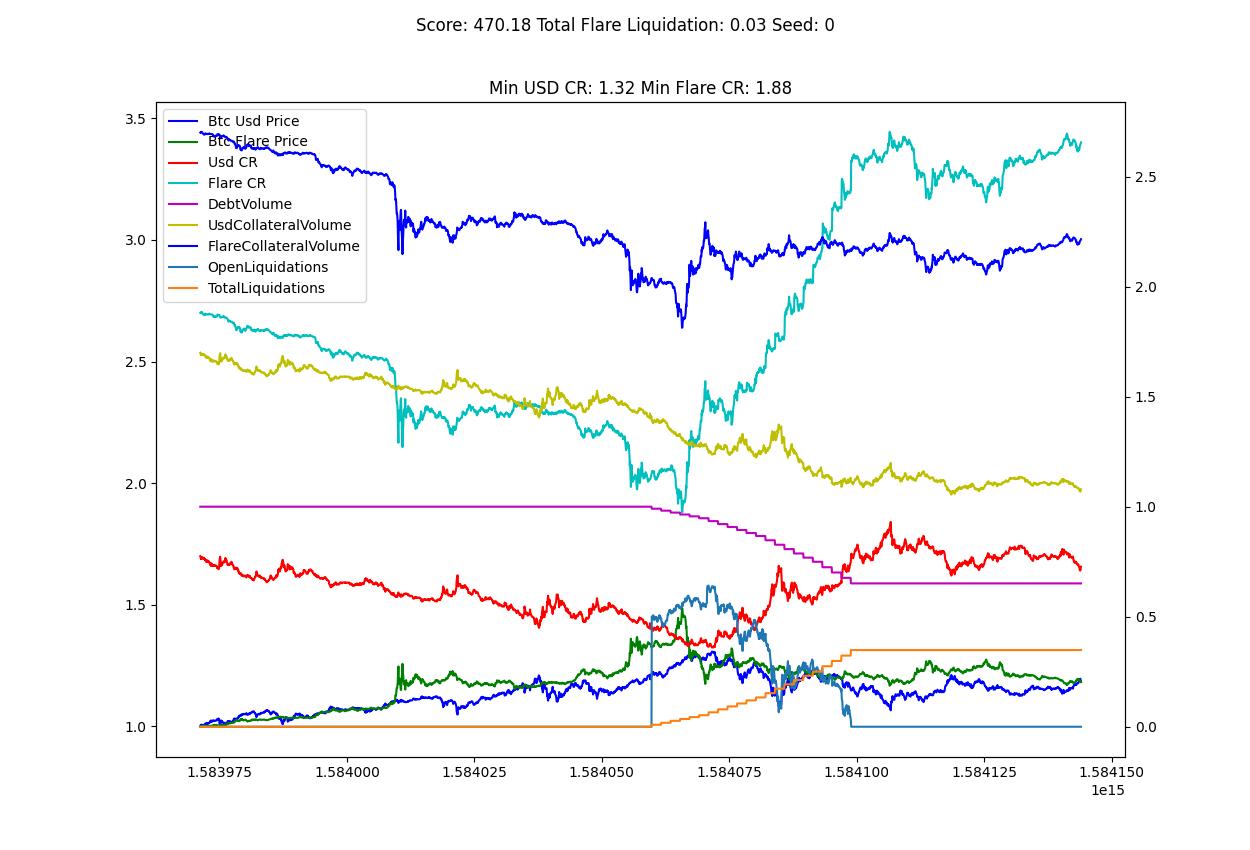 Score: 470.18 Total Flare Liquidation: 0.03 Seed: 0
Min USD CR: 1.32 Min Flare CR: 1.88
Btc Usd Price
Btc Flare Price
Usd CR
Flare CR
DebtVolume
UsdCollateralVolume
FlareCollateralVolume
OpenLiquidations
TotalLiquidations
3.5
3.0
2.5
2.0
1.5
1.0
2.5
2.0
1.5
1.0
0.5
0.0
1.583975 1.584000 1.584025 1.584050 1.584075 1.584100 1.584125 1.584150
1e15